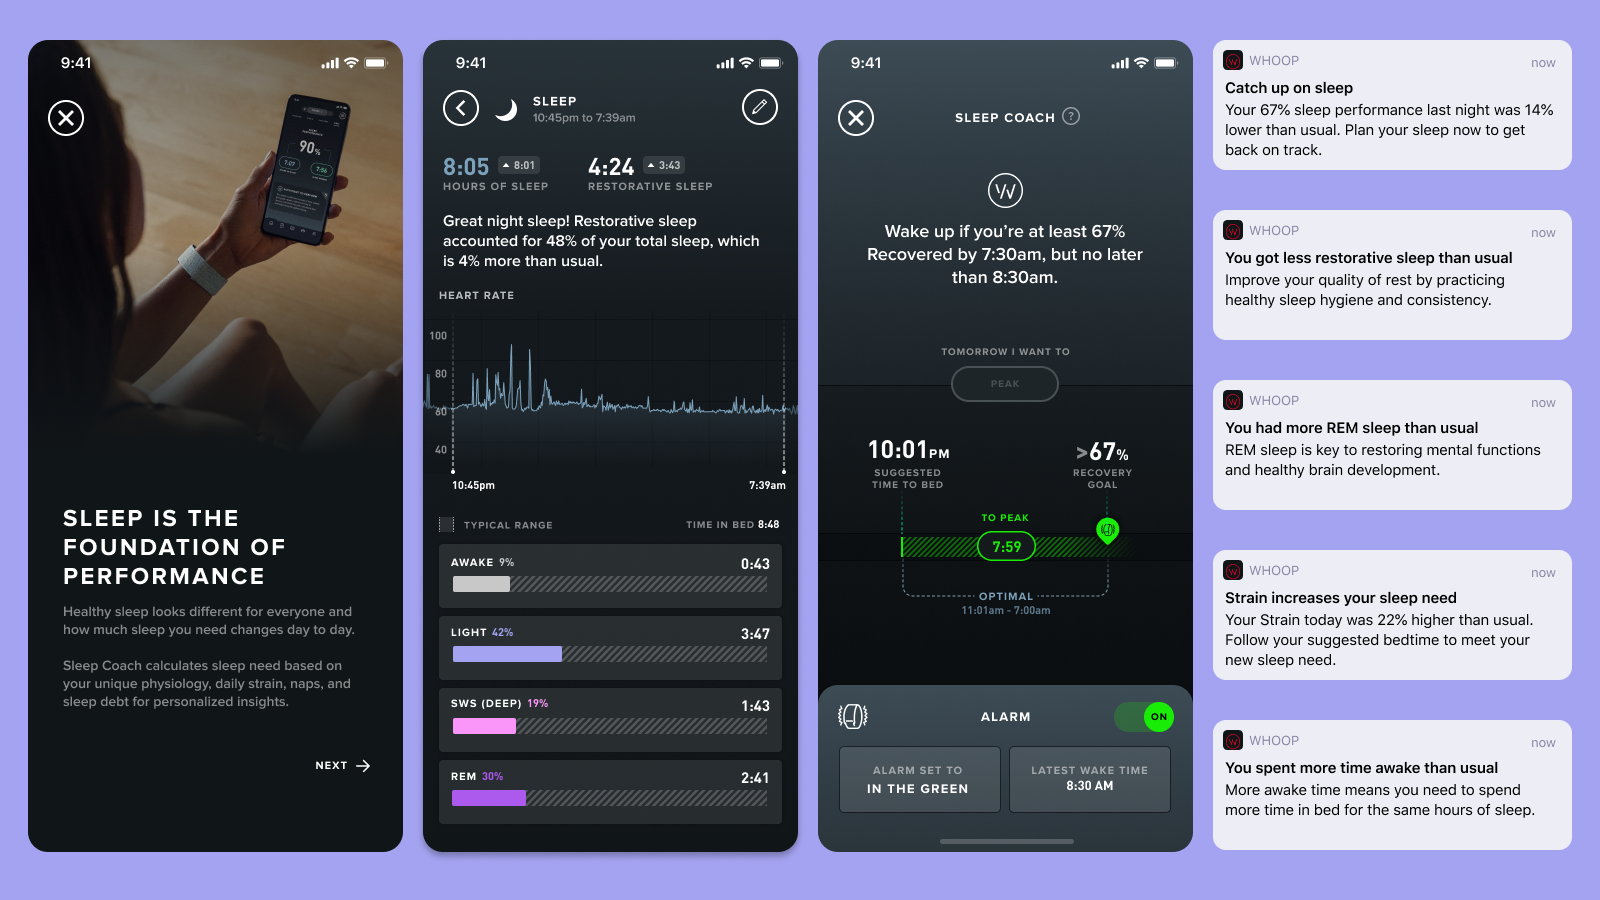 9:41
90%
7:07
7:56
SLEEP IS THE
FOUNDATION OF
PERFORMANCE
Healthy sleep looks different for everyone and
how much sleep you need changes day to day.
Sleep Coach calculates sleep need based on
your unique physiology, daily strain, naps, and
sleep debt for personalized insights.
NEXT
9:41
SLEEP
10:45pm to 7:39am
8:05 8:01
HOURS OF SLEEP
4:24 3:43
RESTORATIVE SLEEP
Great night sleep! Restorative sleep
accounted for 48% of your total sleep, which
is 4% more than usual.
HEART RATE
100
80
60
40
10:45pm
7:39am
TYPICAL RANGE
TIME IN BED 8:48
AWAKE 9% 0:43
LIGHT 42% 3:47
SWS (DEEP) 19% 1:43
REM 30% 2:41
9:41
SLEEP COACH ?
W
Wake up if you’re at least 67%
Recovered by 7:30am, but no later
than 8:30am.
TOMORROW I WANT TO
PEAK
10:01PM
SUGGESTED
TIME TO BED
>67%
RECOVERY
GOAL
TO PEAK
7:59
OPTIMAL
11:01am - 7:00am
ALARM
ON
ALARM SET TO
IN THE GREEN
LATEST WAKE TIME
8:30 AM
WHOOP
now
Catch up on sleep
Your 67% sleep performance last night was 14%
lower than usual. Plan your sleep now to get
back on track.
WHOOP
now
You got less restorative sleep than usual
Improve your quality of rest by practicing
healthy sleep hygiene and consistency.
WHOOP
now
You had more REM sleep than usual
REM sleep is key to restoring mental functions
and healthy brain development.
WHOOP
now
Strain increases your sleep need
Your Strain today was 22% higher than usual.
Follow your suggested bedtime to meet your
new sleep need.
WHOOP
now
You spent more time awake than usual
More awake time means you need to spend
more time in bed for the same hours of sleep.